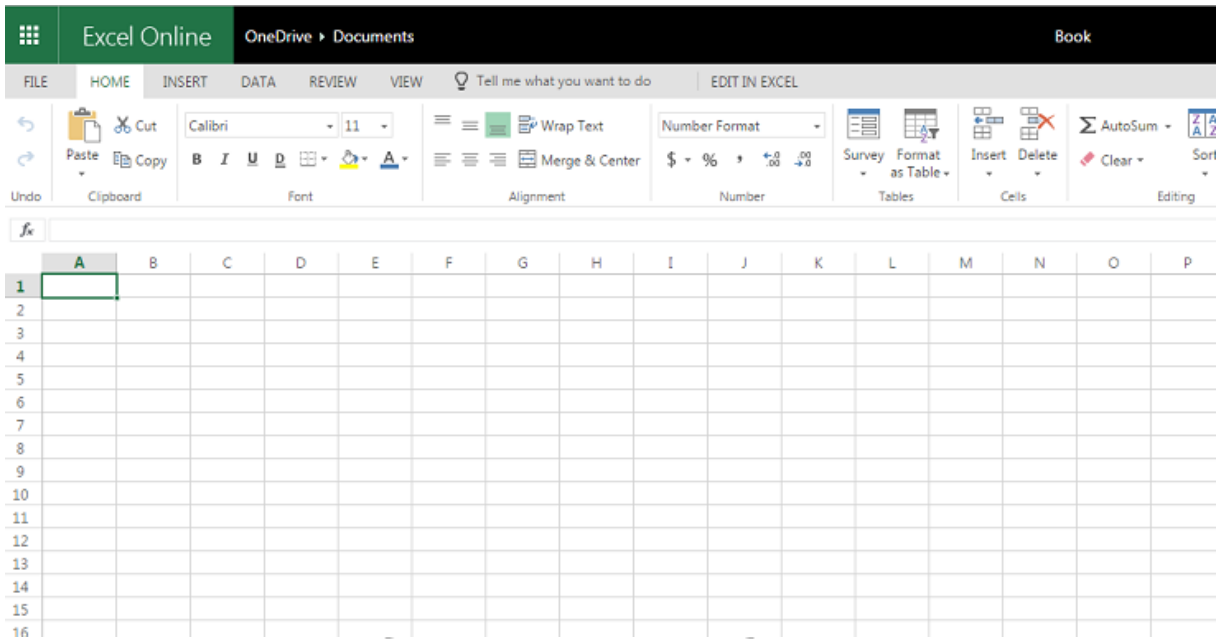 Excel Online OneDrive ▸ Documents Book
FILE HOME INSERT DATA REVIEW VIEW Tell me what you want to do EDIT IN EXCEL
Cut Calibri 11 Wrap Text Number Format AutoSum
Paste Copy B I U D A Merge & Center $ % , Survey Format as Table Insert Delete Clear Sort
Undo Clipboard Font Alignment Number Tables Cells Editing
fx
A B C D E F G H I J K L M N O P
1
2
3
4
5
6
7
8
9
10
11
12
13
14
15
16